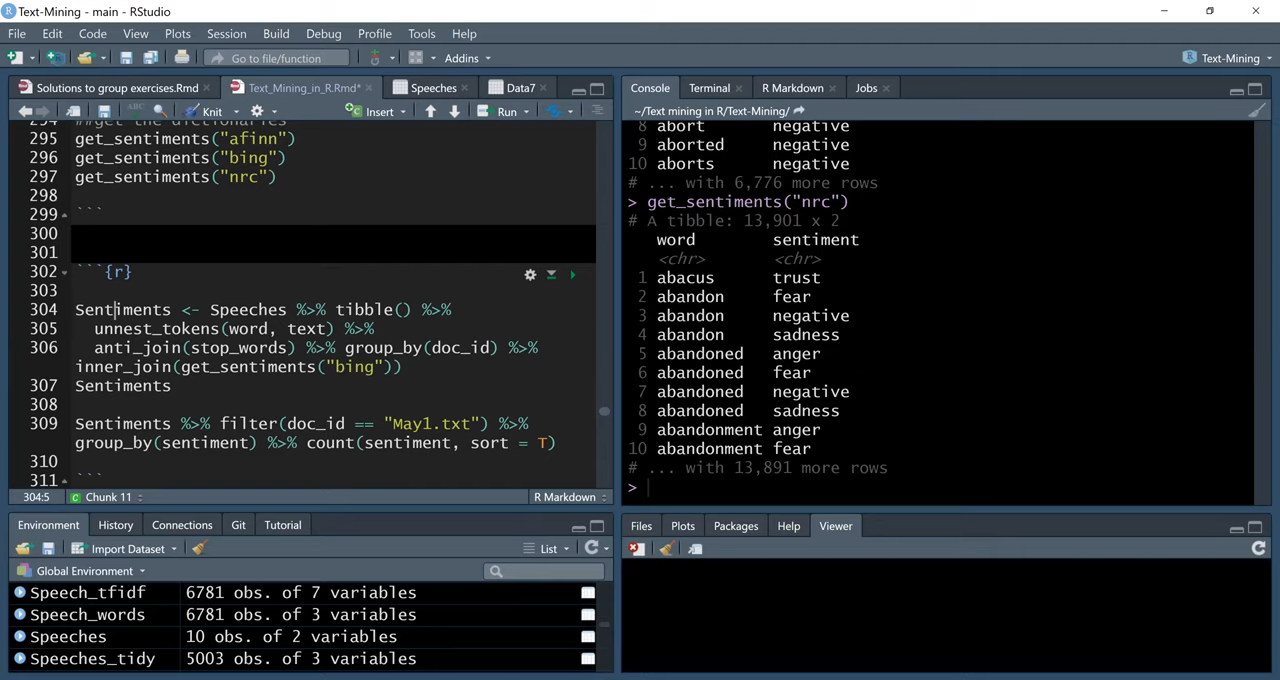 Text-Mining - main - RStudio
File Edit Code View Plots Session Build Debug Profile Tools Help
Go to file/function Addins Text-Mining
Solutions to group exercises.Rmd Text_Mining_in_R.Rmd* Speeches Data7
ABC Knit Insert Run
294 ##get the dictionaries
295 get_sentiments("afinn")
296 get_sentiments("bing")
297 get_sentiments("nrc")
298
299 ```
300
301
302 ```{r}
303
304 Sentiments <- Speeches %>% tibble() %>%
305 unnest_tokens(word, text) %>%
306 anti_join(stop_words) %>% group_by(doc_id) %>%
inner_join(get_sentiments("bing"))
307 Sentiments
308
309 Sentiments %>% filter(doc_id == "May1.txt") %>%
group_by(sentiment) %>% count(sentiment, sort = T)
310
311 ```
304:5 C Chunk 11 R Markdown
Console Terminal R Markdown Jobs
~/Text mining in R/Text-Mining/
8 abort negative
9 aborted negative
10 aborts negative
# ... with 6,776 more rows
> get_sentiments("nrc")
# A tibble: 13,901 x 2
word sentiment
<chr> <chr>
1 abacus trust
2 abandon fear
3 abandon negative
4 abandon sadness
5 abandoned anger
6 abandoned fear
7 abandoned negative
8 abandoned sadness
9 abandonment anger
10 abandonment fear
# ... with 13,891 more rows
>
Environment History Connections Git Tutorial
Import Dataset List
Global Environment
Speech_tfidf 6781 obs. of 7 variables
Speech_words 6781 obs. of 3 variables
Speeches 10 obs. of 2 variables
Speeches_tidy 5003 obs. of 3 variables
Files Plots Packages Help Viewer